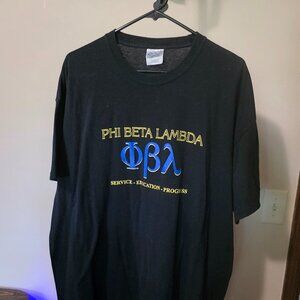 PHI BETA LAMBDA
Φβλ
SERVICE - EDUCATION - PROGRESS